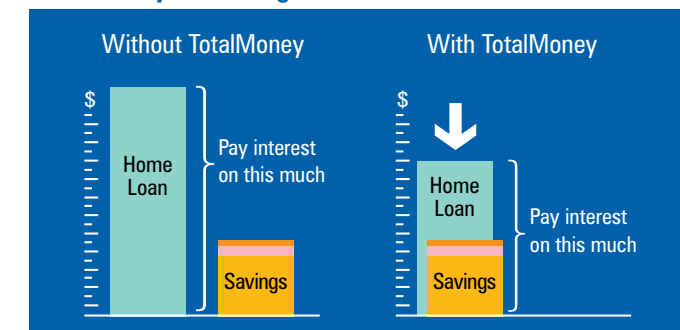 Without TotalMoney
$
Home
Loan
Pay interest
on this much
Savings
With TotalMoney
$
Home
Loan
Savings
Pay interest
on this much